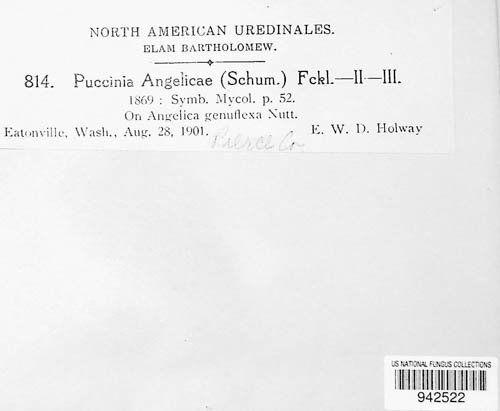 NORTH AMERICAN UREDINALES.
ELAM BARTHOLOMEW.
814. Puccinia Angelicae (Schum.) Fckl.—II—III.
1869 : Symb. Mycol. p. 52.
On Angelica genuflexa Nutt.
Eatonville, Wash., Aug. 28, 1901. E. W. D. Holway
Pierce Co
US NATIONAL FUNGUS COLLECTIONS
942522